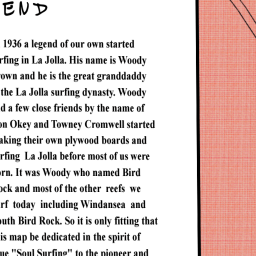 END
1936 a legend of our own started
rfing in La Jolla. His name is Woody
rown and he is the great granddaddy
the La Jolla surfing dynasty. Woody
d a few close friends by the name of
on Okey and Towney Cromwell started
aking their own plywood boards and
rfing La Jolla before most of us were
orn. It was Woody who named Bird
ock and most of the other reefs we
rf today including Windansea and
outh Bird Rock. So it is only fitting that
is map be dedicated in the spirit of
ue "Soul Surfing" to the pioneer and